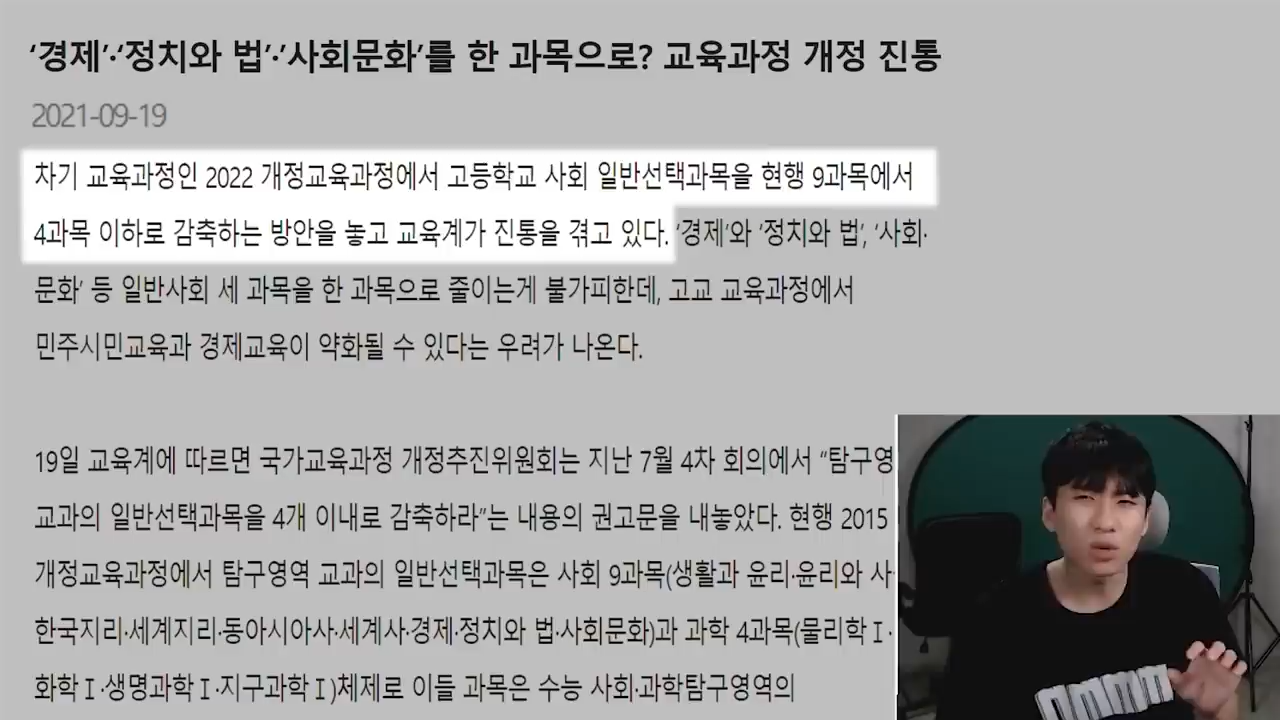 ‘경제’·‘정치와 법’·’사회문화’를 한 과목으로? 교육과정 개정 진통
2021-09-19
차기 교육과정인 2022 개정교육과정에서 고등학교 사회 일반선택과목을 현행 9과목에서
4과목 이하로 감축하는 방안을 놓고 교육계가 진통을 겪고 있다. ‘경제’와 ‘정치와 법’, ‘사회·
문화’ 등 일반사회 세 과목을 한 과목으로 줄이는게 불가피한데, 고교 교육과정에서
민주시민교육과 경제교육이 약화될 수 있다는 우려가 나온다.
19일 교육계에 따르면 국가교육과정 개정추진위원회는 지난 7월 4차 회의에서 “탐구영
교과의 일반선택과목을 4개 이내로 감축하라”는 내용의 권고문을 내놓았다. 현행 2015
개정교육과정에서 탐구영역 교과의 일반선택과목은 사회 9과목(생활과 윤리·윤리와 사
한국지리·세계지리·동아시아사·세계사·경제·정치와 법·사회문화)과 과학 4과목(물리학Ⅰ·
화학Ⅰ·생명과학Ⅰ·지구과학Ⅰ)체제로 이들 과목은 수능 사회·과학탐구영역의